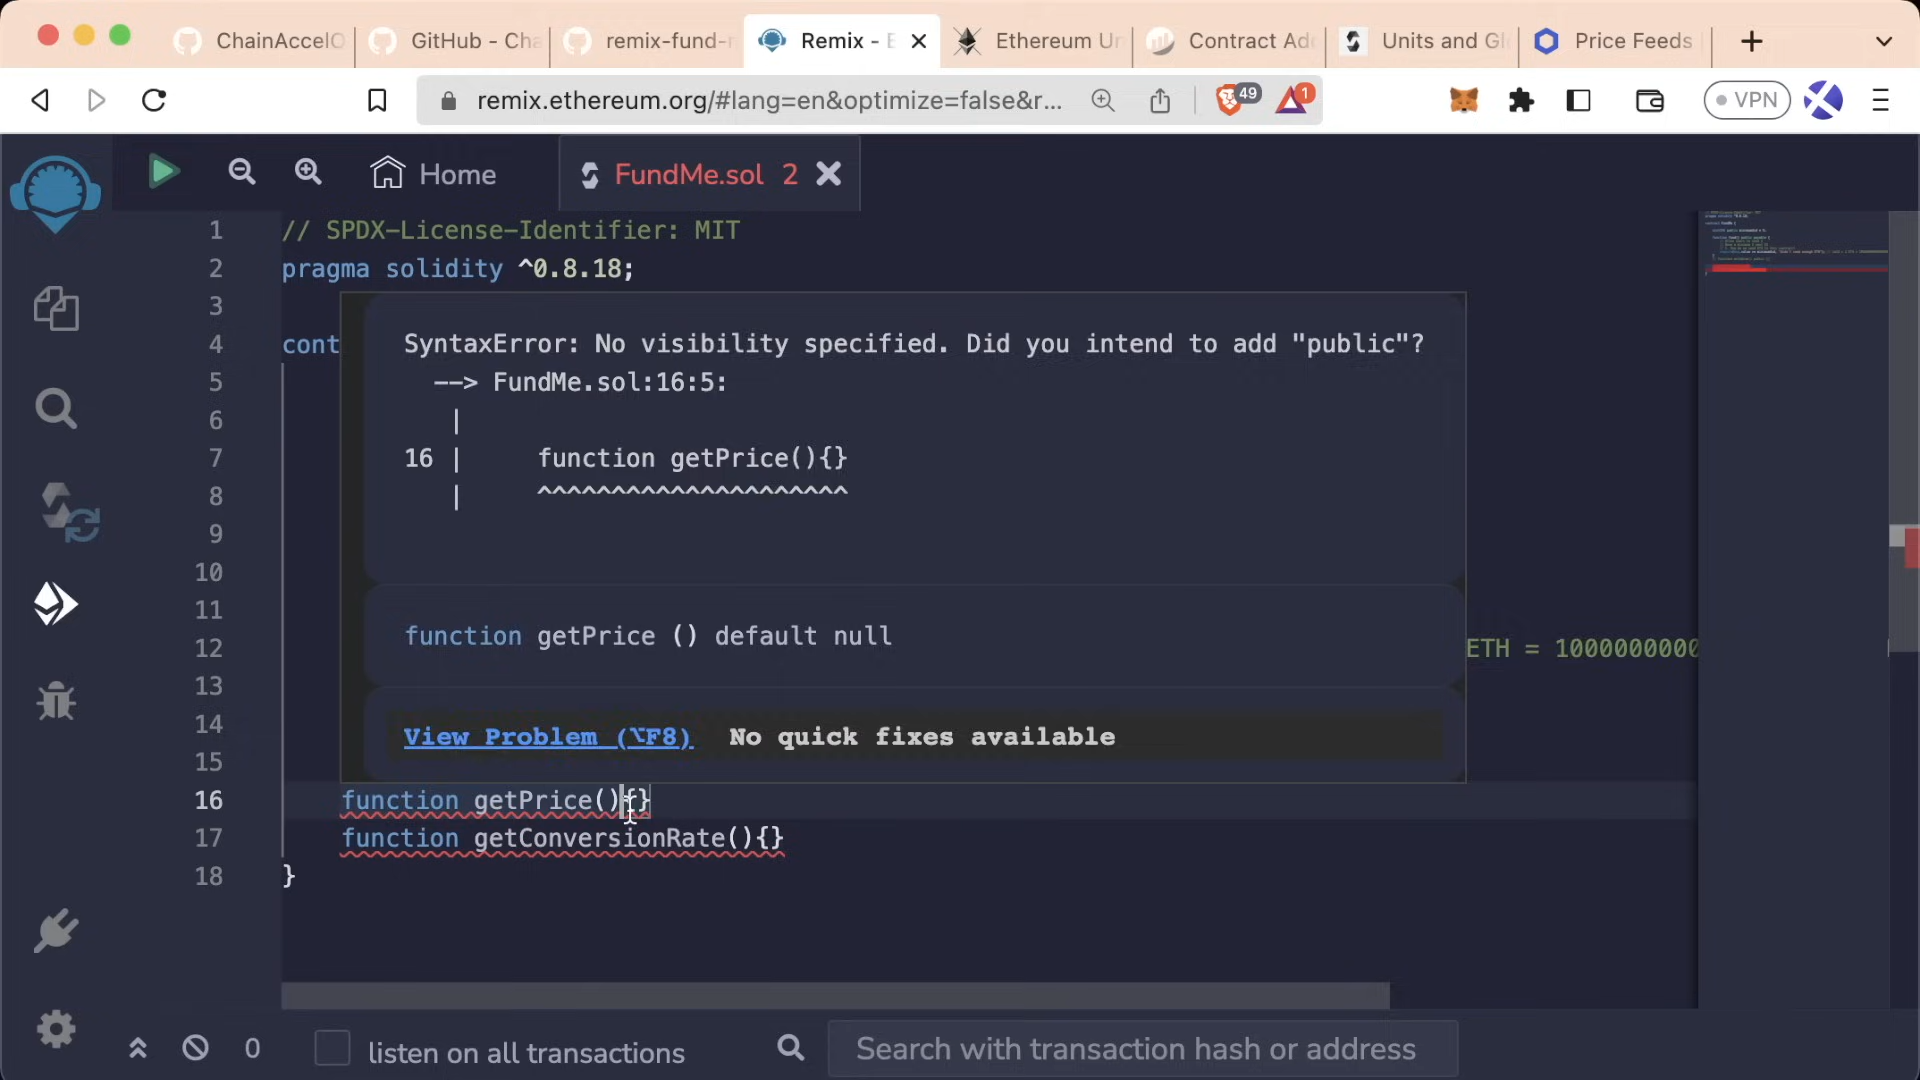 ChainAccelO
GitHub - Cha
remix-fund-
Remix - E
Ethereum Un
Contract Ad
Units and Gl
Price Feeds
remix.ethereum.org/#lang=en&optimize=false&r...
49
1
VPN
Home
FundMe.sol 2
1 // SPDX-License-Identifier: MIT
2 pragma solidity ^0.8.18;
3
4 cont
SyntaxError: No visibility specified. Did you intend to add "public"?
5 --> FundMe.sol:16:5:
6 |
7 16 | function getPrice(){}
8 | ^^^^^^^^^^^^^^^^^^^^^
9
10
11 function getPrice () default null
12 ETH = 1000000000
13
14 View Problem (⌥F8) No quick fixes available
15
16 function getPrice(){}
17 function getConversionRate(){}
18 }
0
listen on all transactions
Search with transaction hash or address